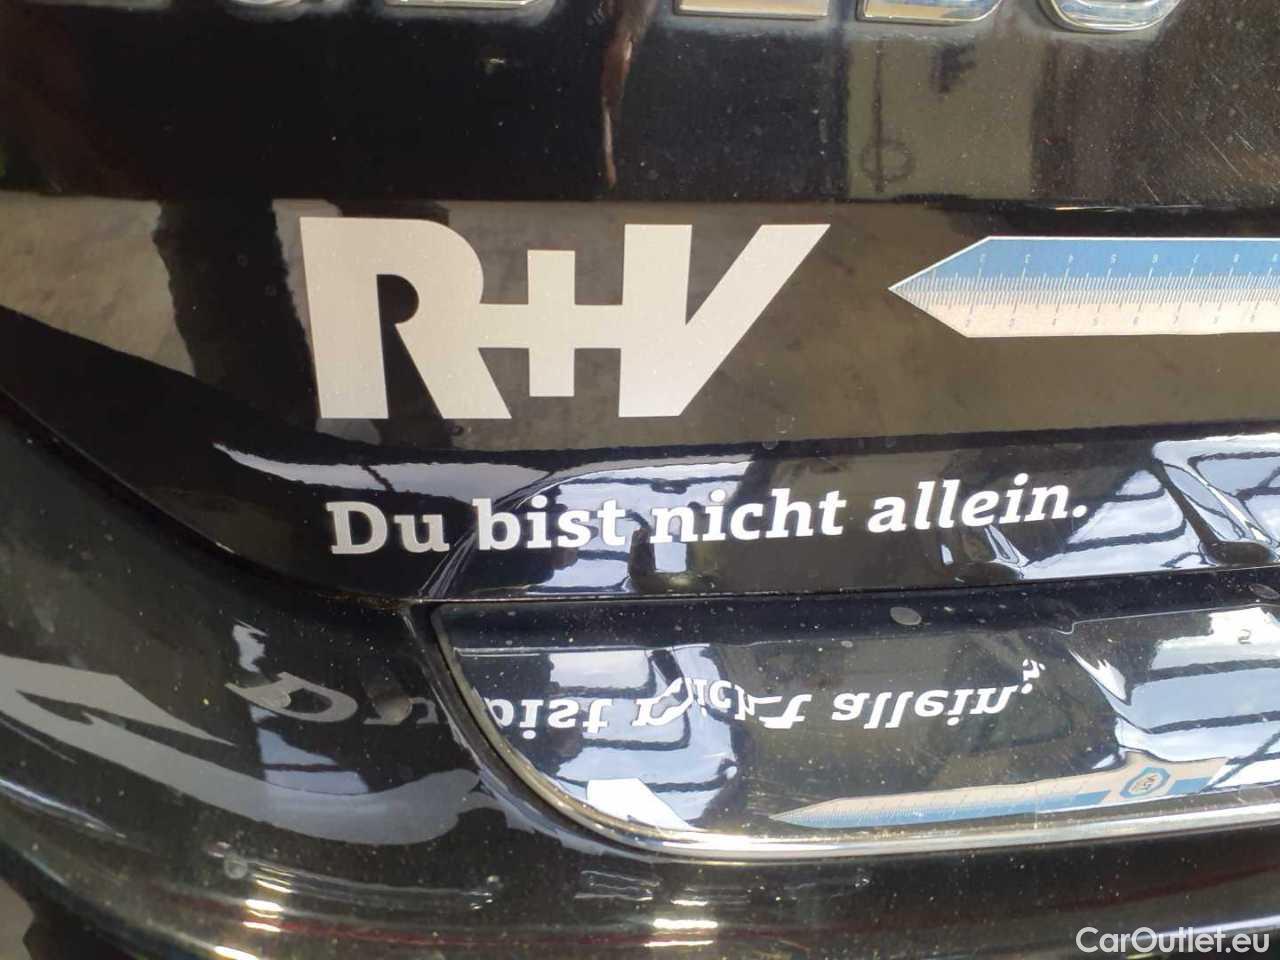 R+V
Du bist nicht allein.
CarOutlet.eu